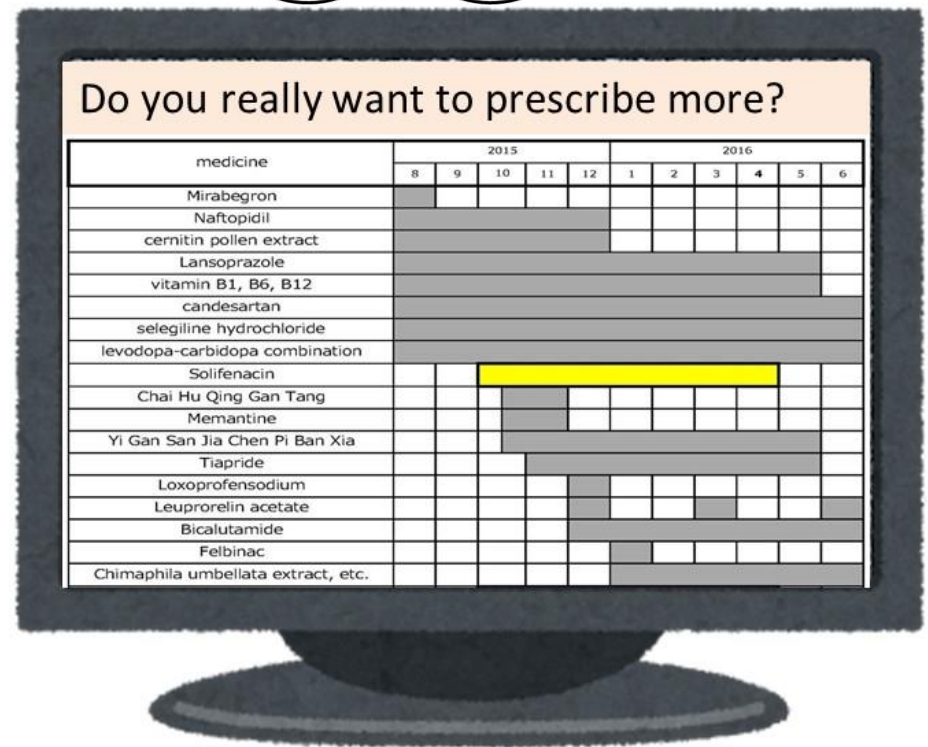 Do you really want to prescribe more?
medicine 2015 2016
8 9 10 11 12 1 2 3 4 5 6
Mirabegron
Naftopidil
cernitin pollen extract
Lansoprazole
vitamin B1, B6, B12
candesartan
selegiline hydrochloride
levodopa-carbidopa combination
Solifenacin
Chai Hu Qing Gan Tang
Memantine
Yi Gan San Jia Chen Pi Ban Xia
Tiapride
Loxoprofensodium
Leuprorelin acetate
Bicalutamide
Felbinac
Chimaphila umbellata extract, etc.